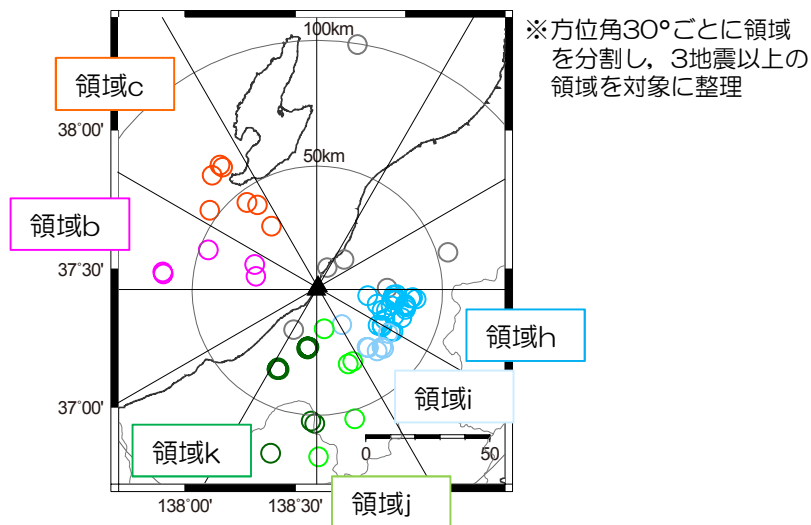 ※方位角30°ごとに領域
を分割し，3地震以上の
領域を対象に整理
100km
領域c
38°00'
50km
領域b
37°30'
領域h
領域i
37°00'
領域k
0 50
領域j
138°00' 138°30'